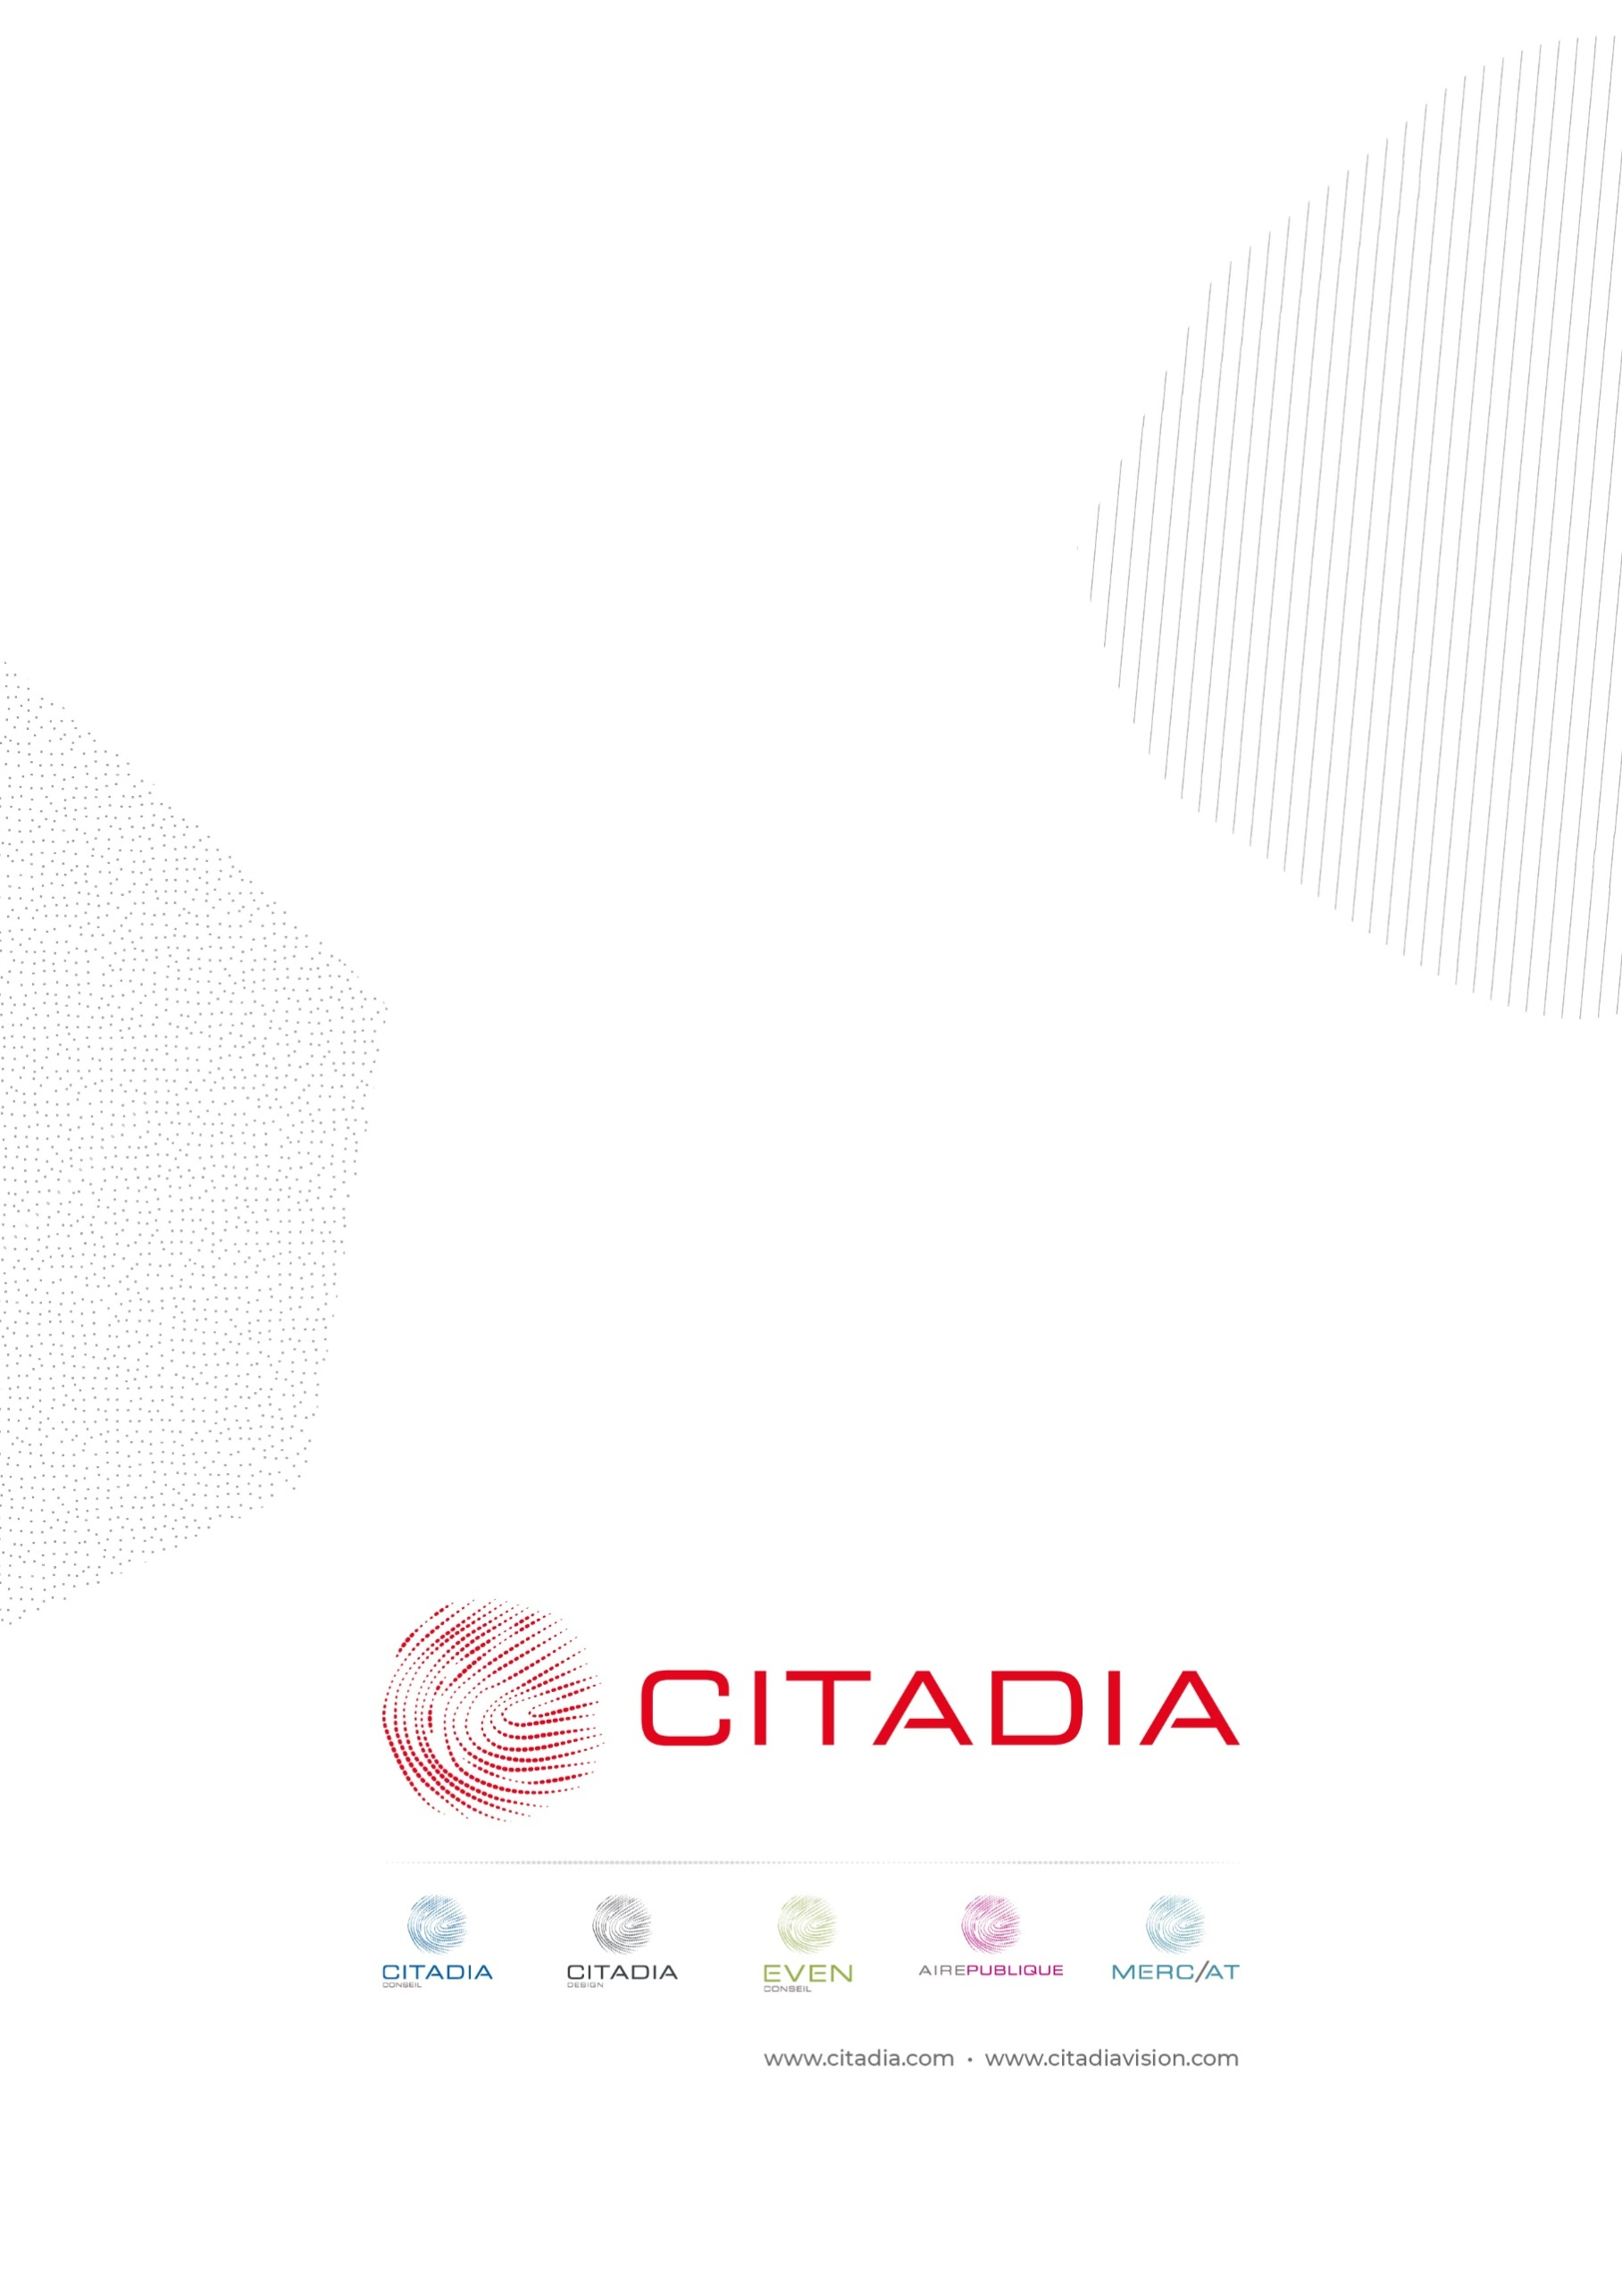 CITADIA
CITADIA
CONSEIL
CITADIA
DESIGN
EVEN
CONSEIL
AIREPUBLIQUE
MERC/AT
www.citadia.com • www.citadiavision.com